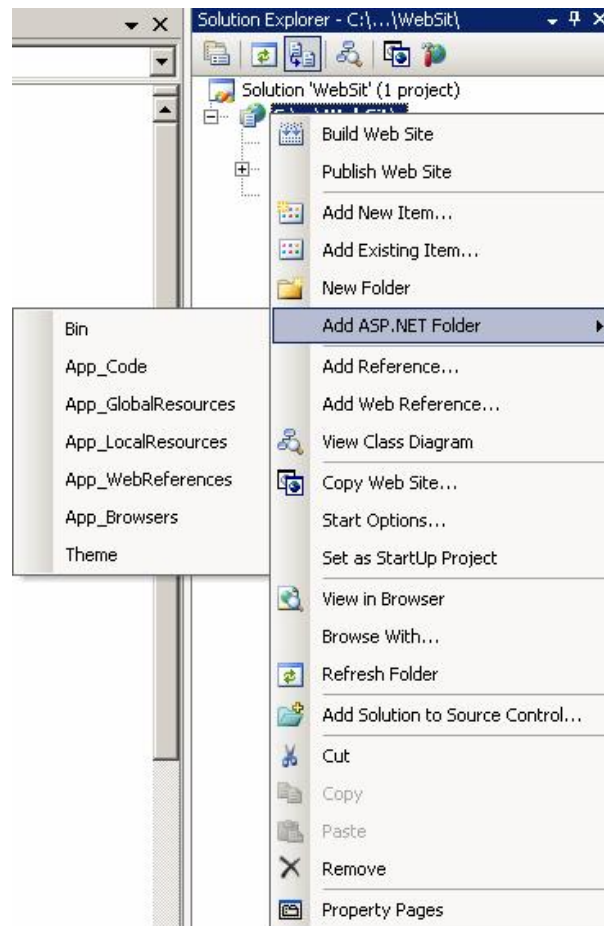 Solution Explorer - C:\...\WebSit\
Solution 'WebSit' (1 project)
Build Web Site
Publish Web Site
Add New Item...
Add Existing Item...
New Folder
Add ASP.NET Folder
Bin
App_Code
App_GlobalResources
App_LocalResources
App_WebReferences
App_Browsers
Theme
Add Reference...
Add Web Reference...
View Class Diagram
Copy Web Site...
Start Options...
Set as StartUp Project
View in Browser
Browse With...
Refresh Folder
Add Solution to Source Control...
Cut
Copy
Paste
Remove
Property Pages